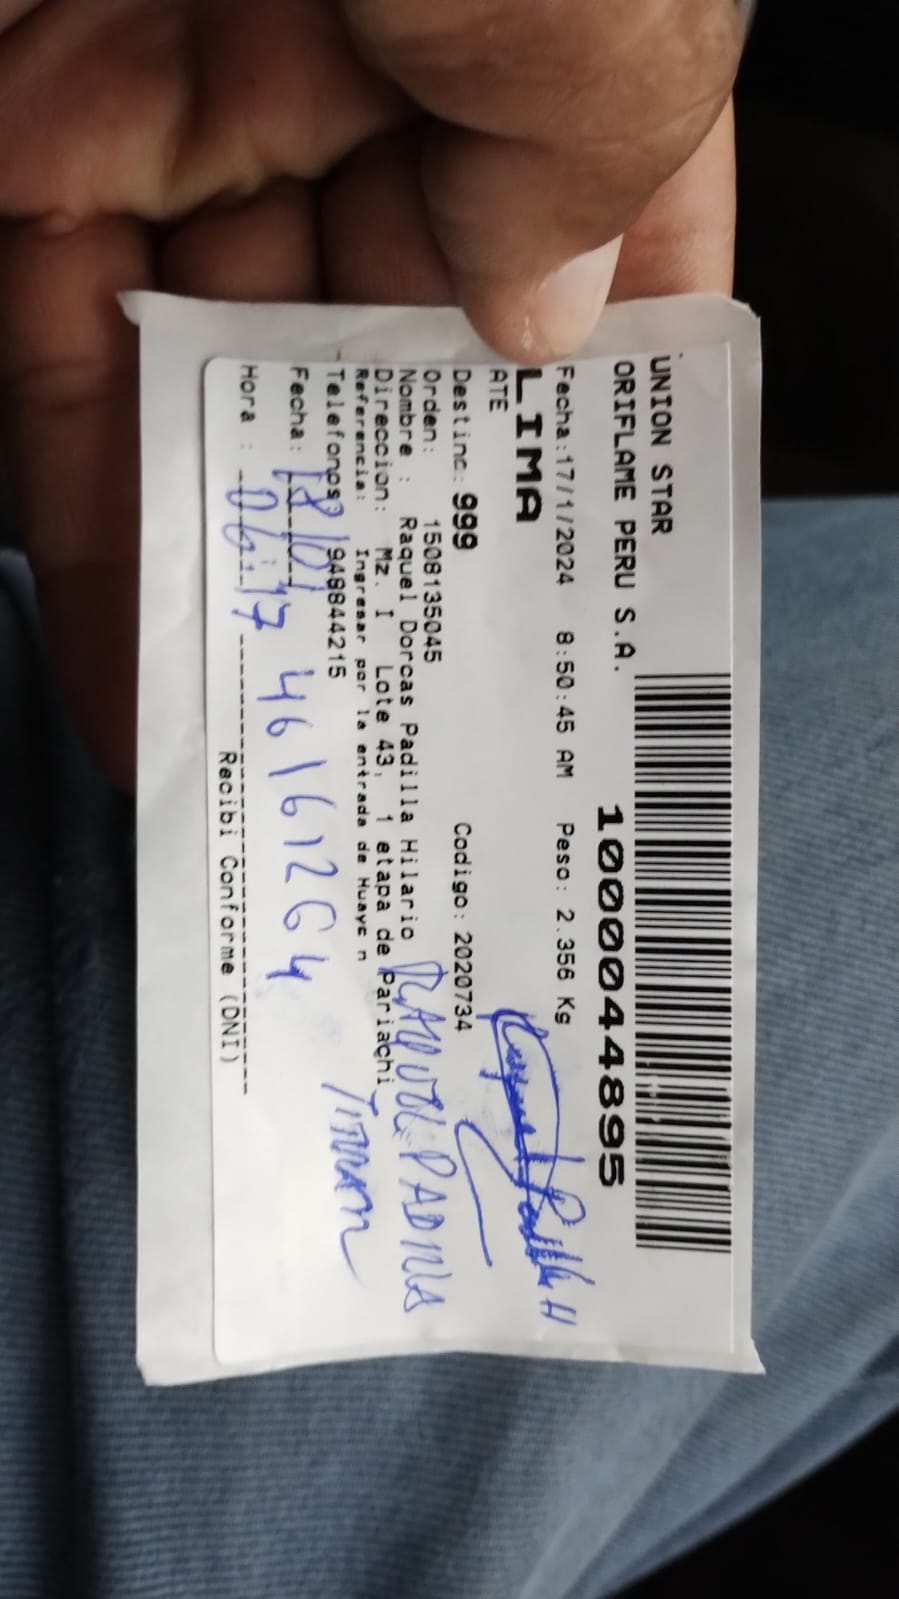 UNION STAR
ORIFLAME PERU S.A.
1000044895
Fecha:17/1/2024 8:50:45 AM Peso: 2.356 Kg
LIMA
ATE
Destino: 999 Codigo: 2020734
Orden: 1508135045
Nombre : Raquel Dorcas Padilla Hilario
Direccion: Mz. I Lote 43, 1 etapa de Pariachi
Referencia: Ingresar por la entrada de Huayc n
Telefonos: 948844215
Fecha: 18/01 46161264
Hora : 06:17
Recibi Conforme (DNI)
RAQUEL PADILLA